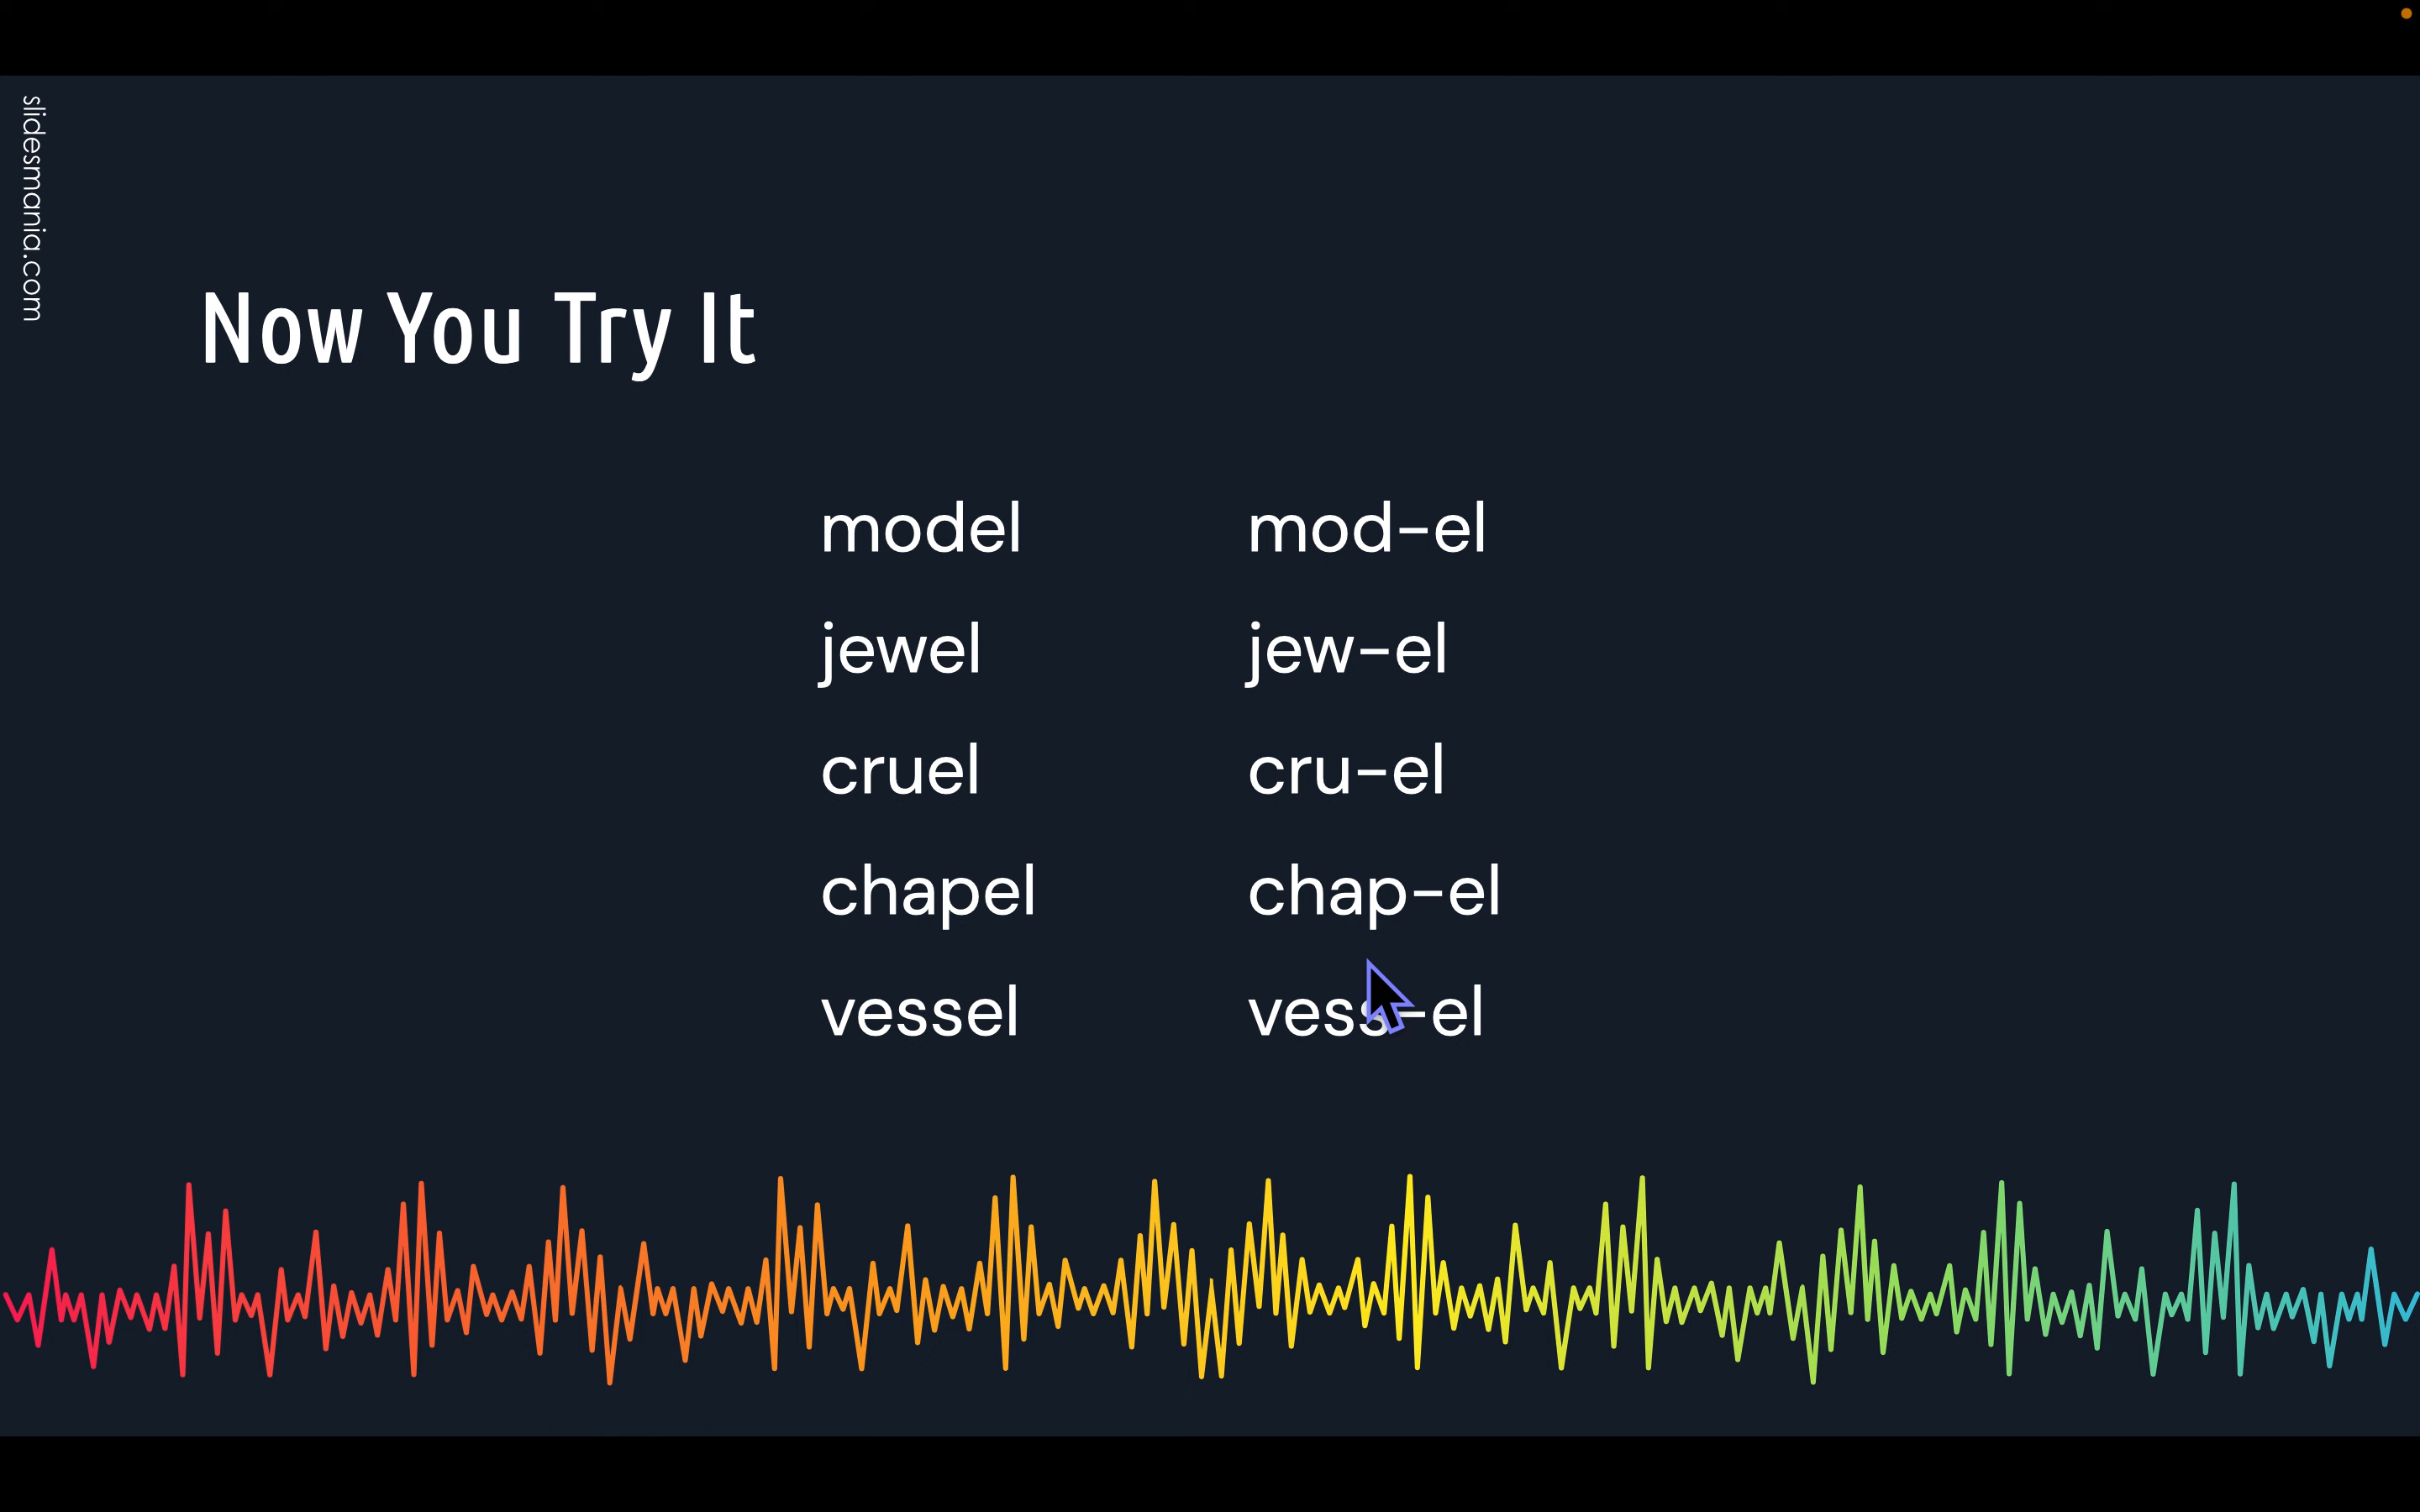 slidesmania.com
Now You Try It
model mod-el
jewel jew-el
cruel cru-el
chapel chap-el
vessel vess-el